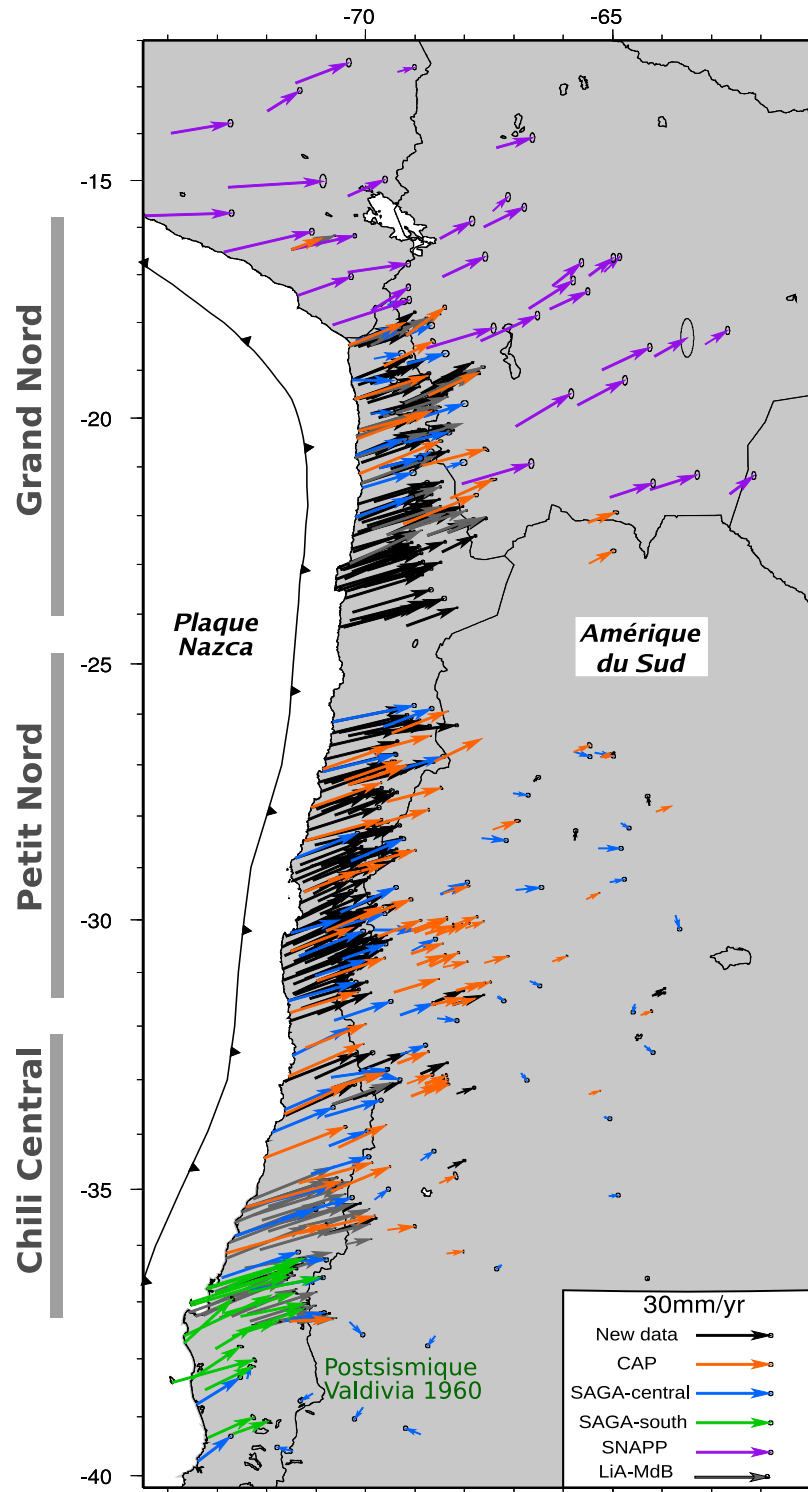 -70
-65
-15
-20
-25
-30
-35
-40
Grand Nord
Petit Nord
Chili Central
Plaque
Nazca
Amérique
du Sud
Postsismique
Valdivia 1960
30mm/yr
New data
CAP
SAGA-central
SAGA-south
SNAPP
LiA-MdB